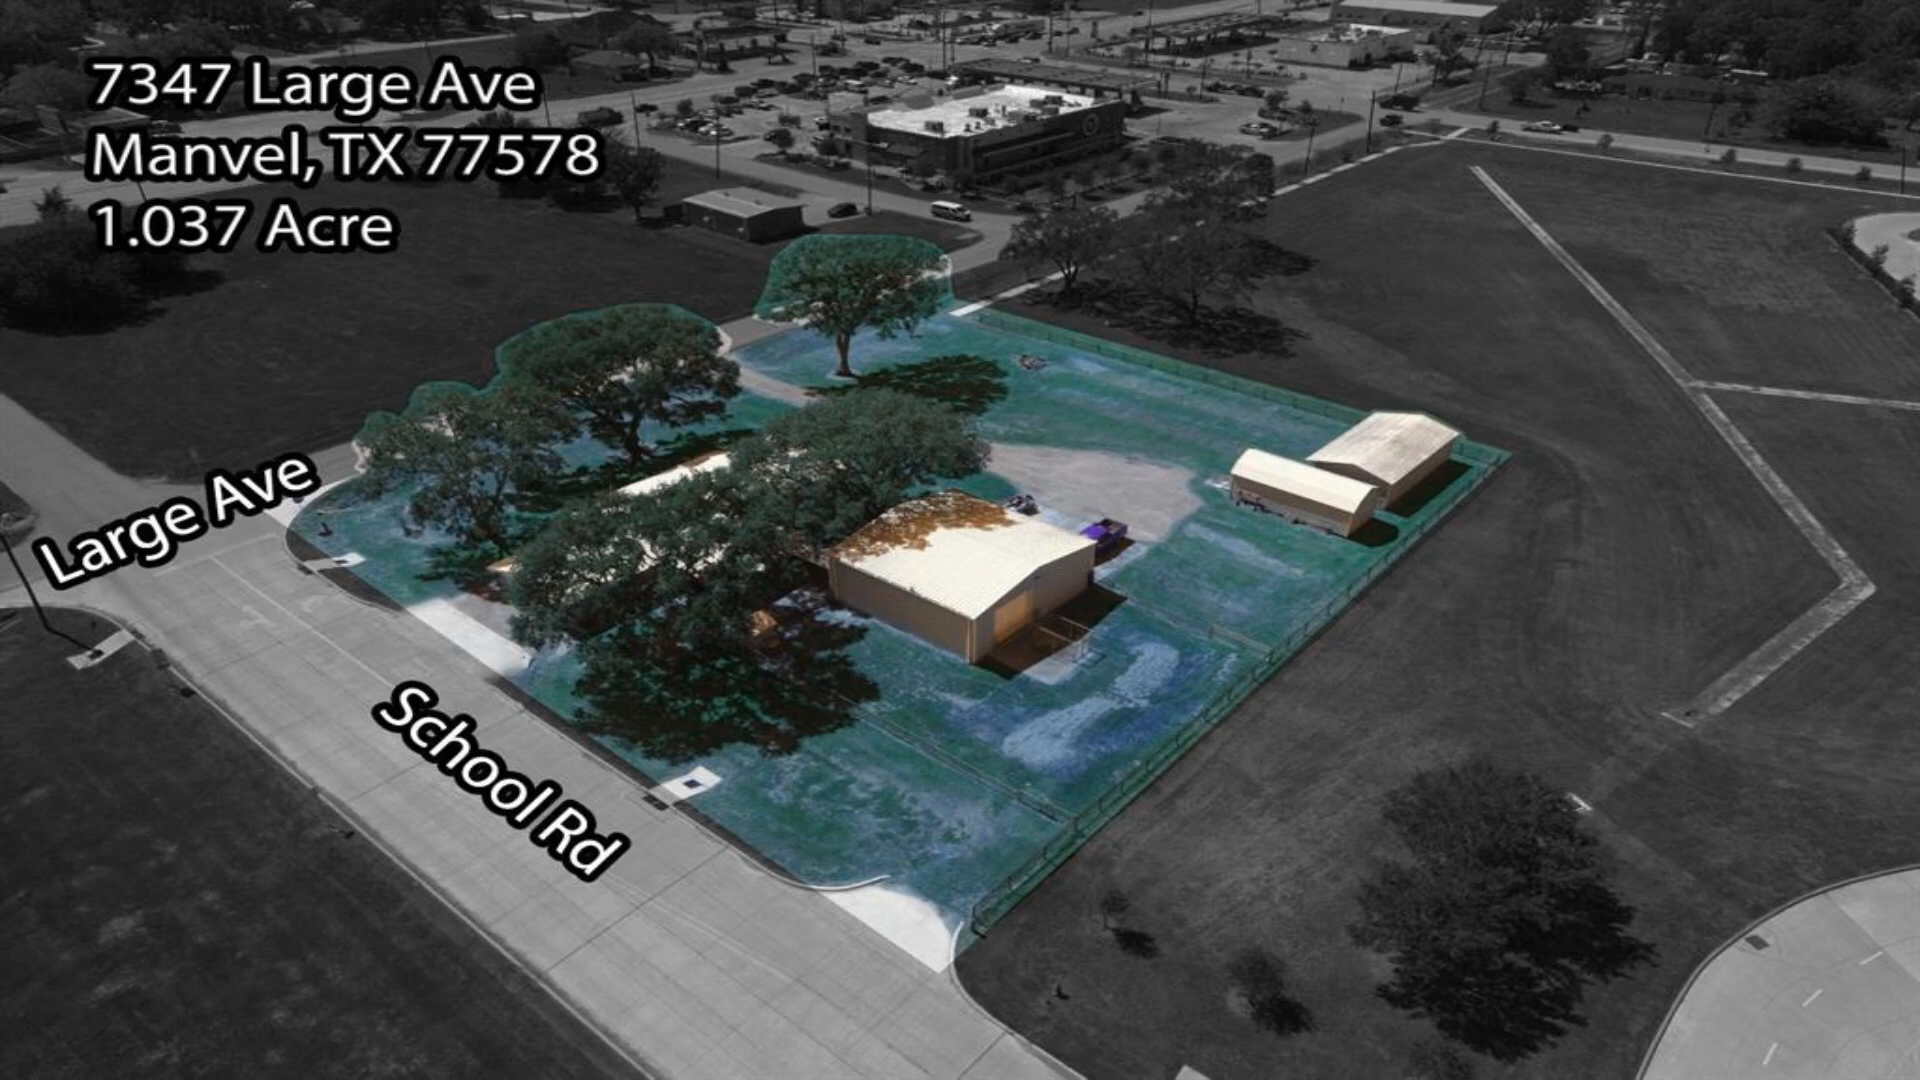 7347 Large Ave
Manvel, TX 77578
1.037 Acre
Large Ave
School Rd